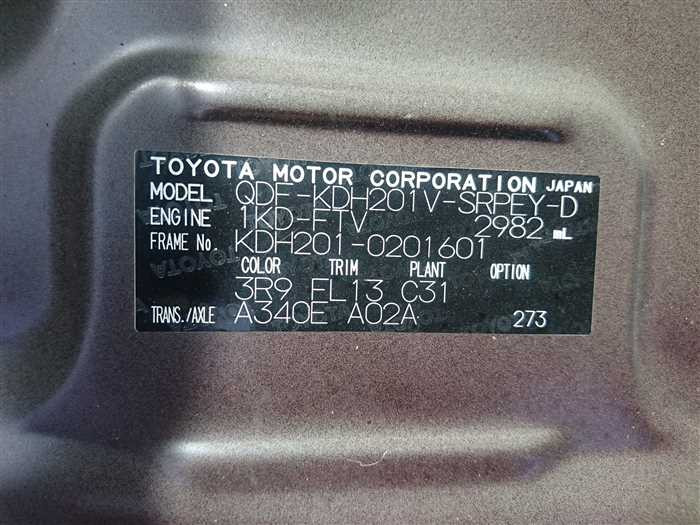 TOYOTA MOTOR CORPORATION JAPAN
MODEL QDF-KDH201V-SRPEY-D
ENGINE 1KD-FTV 2982 mL
FRAME No. KDH201-0201601
COLOR TRIM PLANT OPTION
3R9 FL13 C31
TRANS./AXLE A340E A02A 273